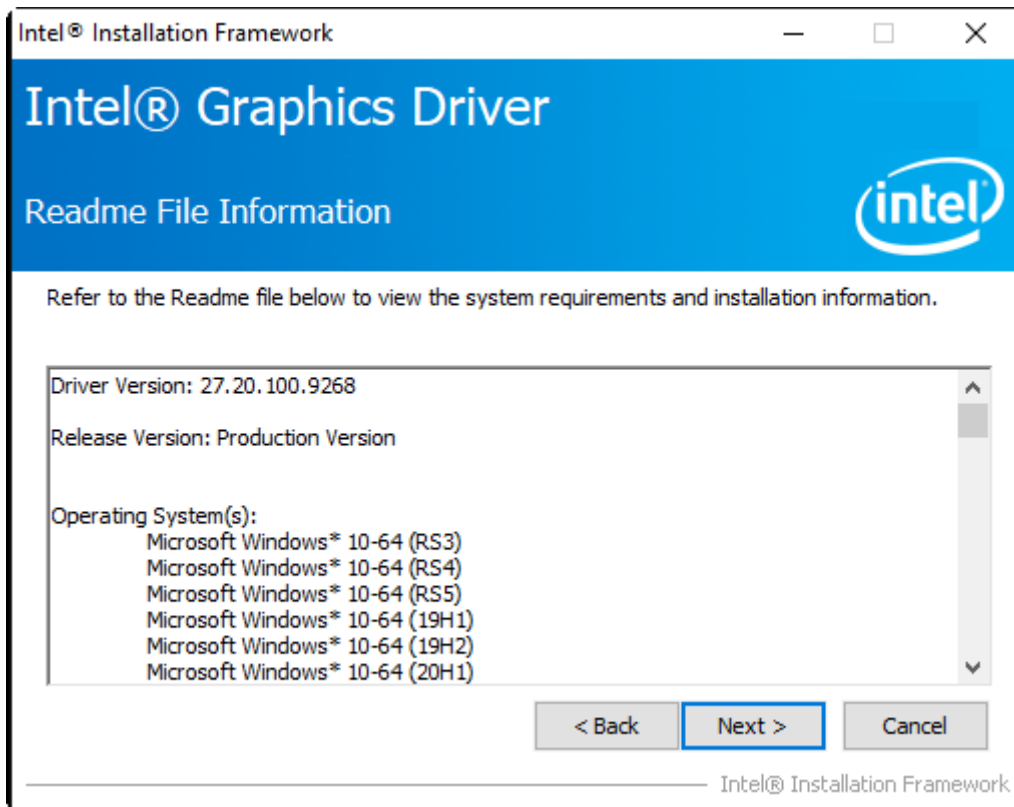 Intel® Installation Framework
Intel® Graphics Driver
Readme File Information
intel
Refer to the Readme file below to view the system requirements and installation information.
Driver Version: 27.20.100.9268
Release Version: Production Version
Operating System(s):
Microsoft Windows* 10-64 (RS3)
Microsoft Windows* 10-64 (RS4)
Microsoft Windows* 10-64 (RS5)
Microsoft Windows* 10-64 (19H1)
Microsoft Windows* 10-64 (19H2)
Microsoft Windows* 10-64 (20H1)
< Back Next > Cancel
Intel® Installation Framework